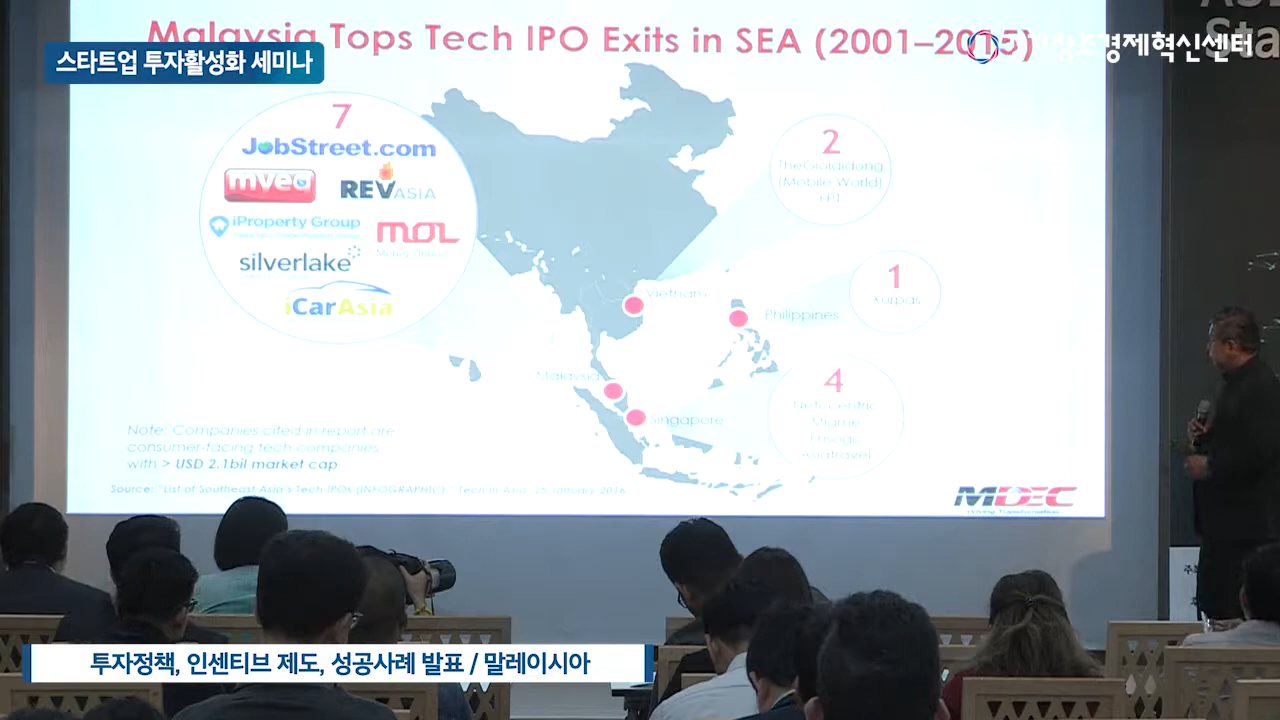 Malaysia Tops Tech IPO Exits in SEA (2001–2015)
스타트업 투자활성화 세미나
창조경제혁신센터
7
JobStreet.com
REV ASIA
iProperty Group
mol
silverlake
iCarAsia
2
(Mobile World)
FPT
1
Vietnam
Philippines
Malaysia
Singapore
4
Migme
Ensogo
Asiatravel
Note: Companies cited in report are
consumer-facing tech companies
with > USD 2.1bil market cap
Source: "List of Southeast Asia's Tech IPOs (INFOGRAPHIC)," Tech in Asia, 25 January 2016
MDEC
투자정책, 인센티브 제도, 성공사례 발표 / 말레이시아